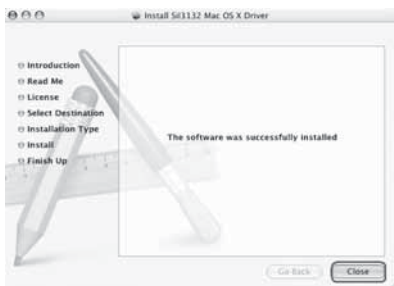 Install SiI3132 Mac OS X Driver
Introduction
Read Me
License
Select Destination
Installation Type
Install
Finish Up
The software was successfully installed
Go Back
Close